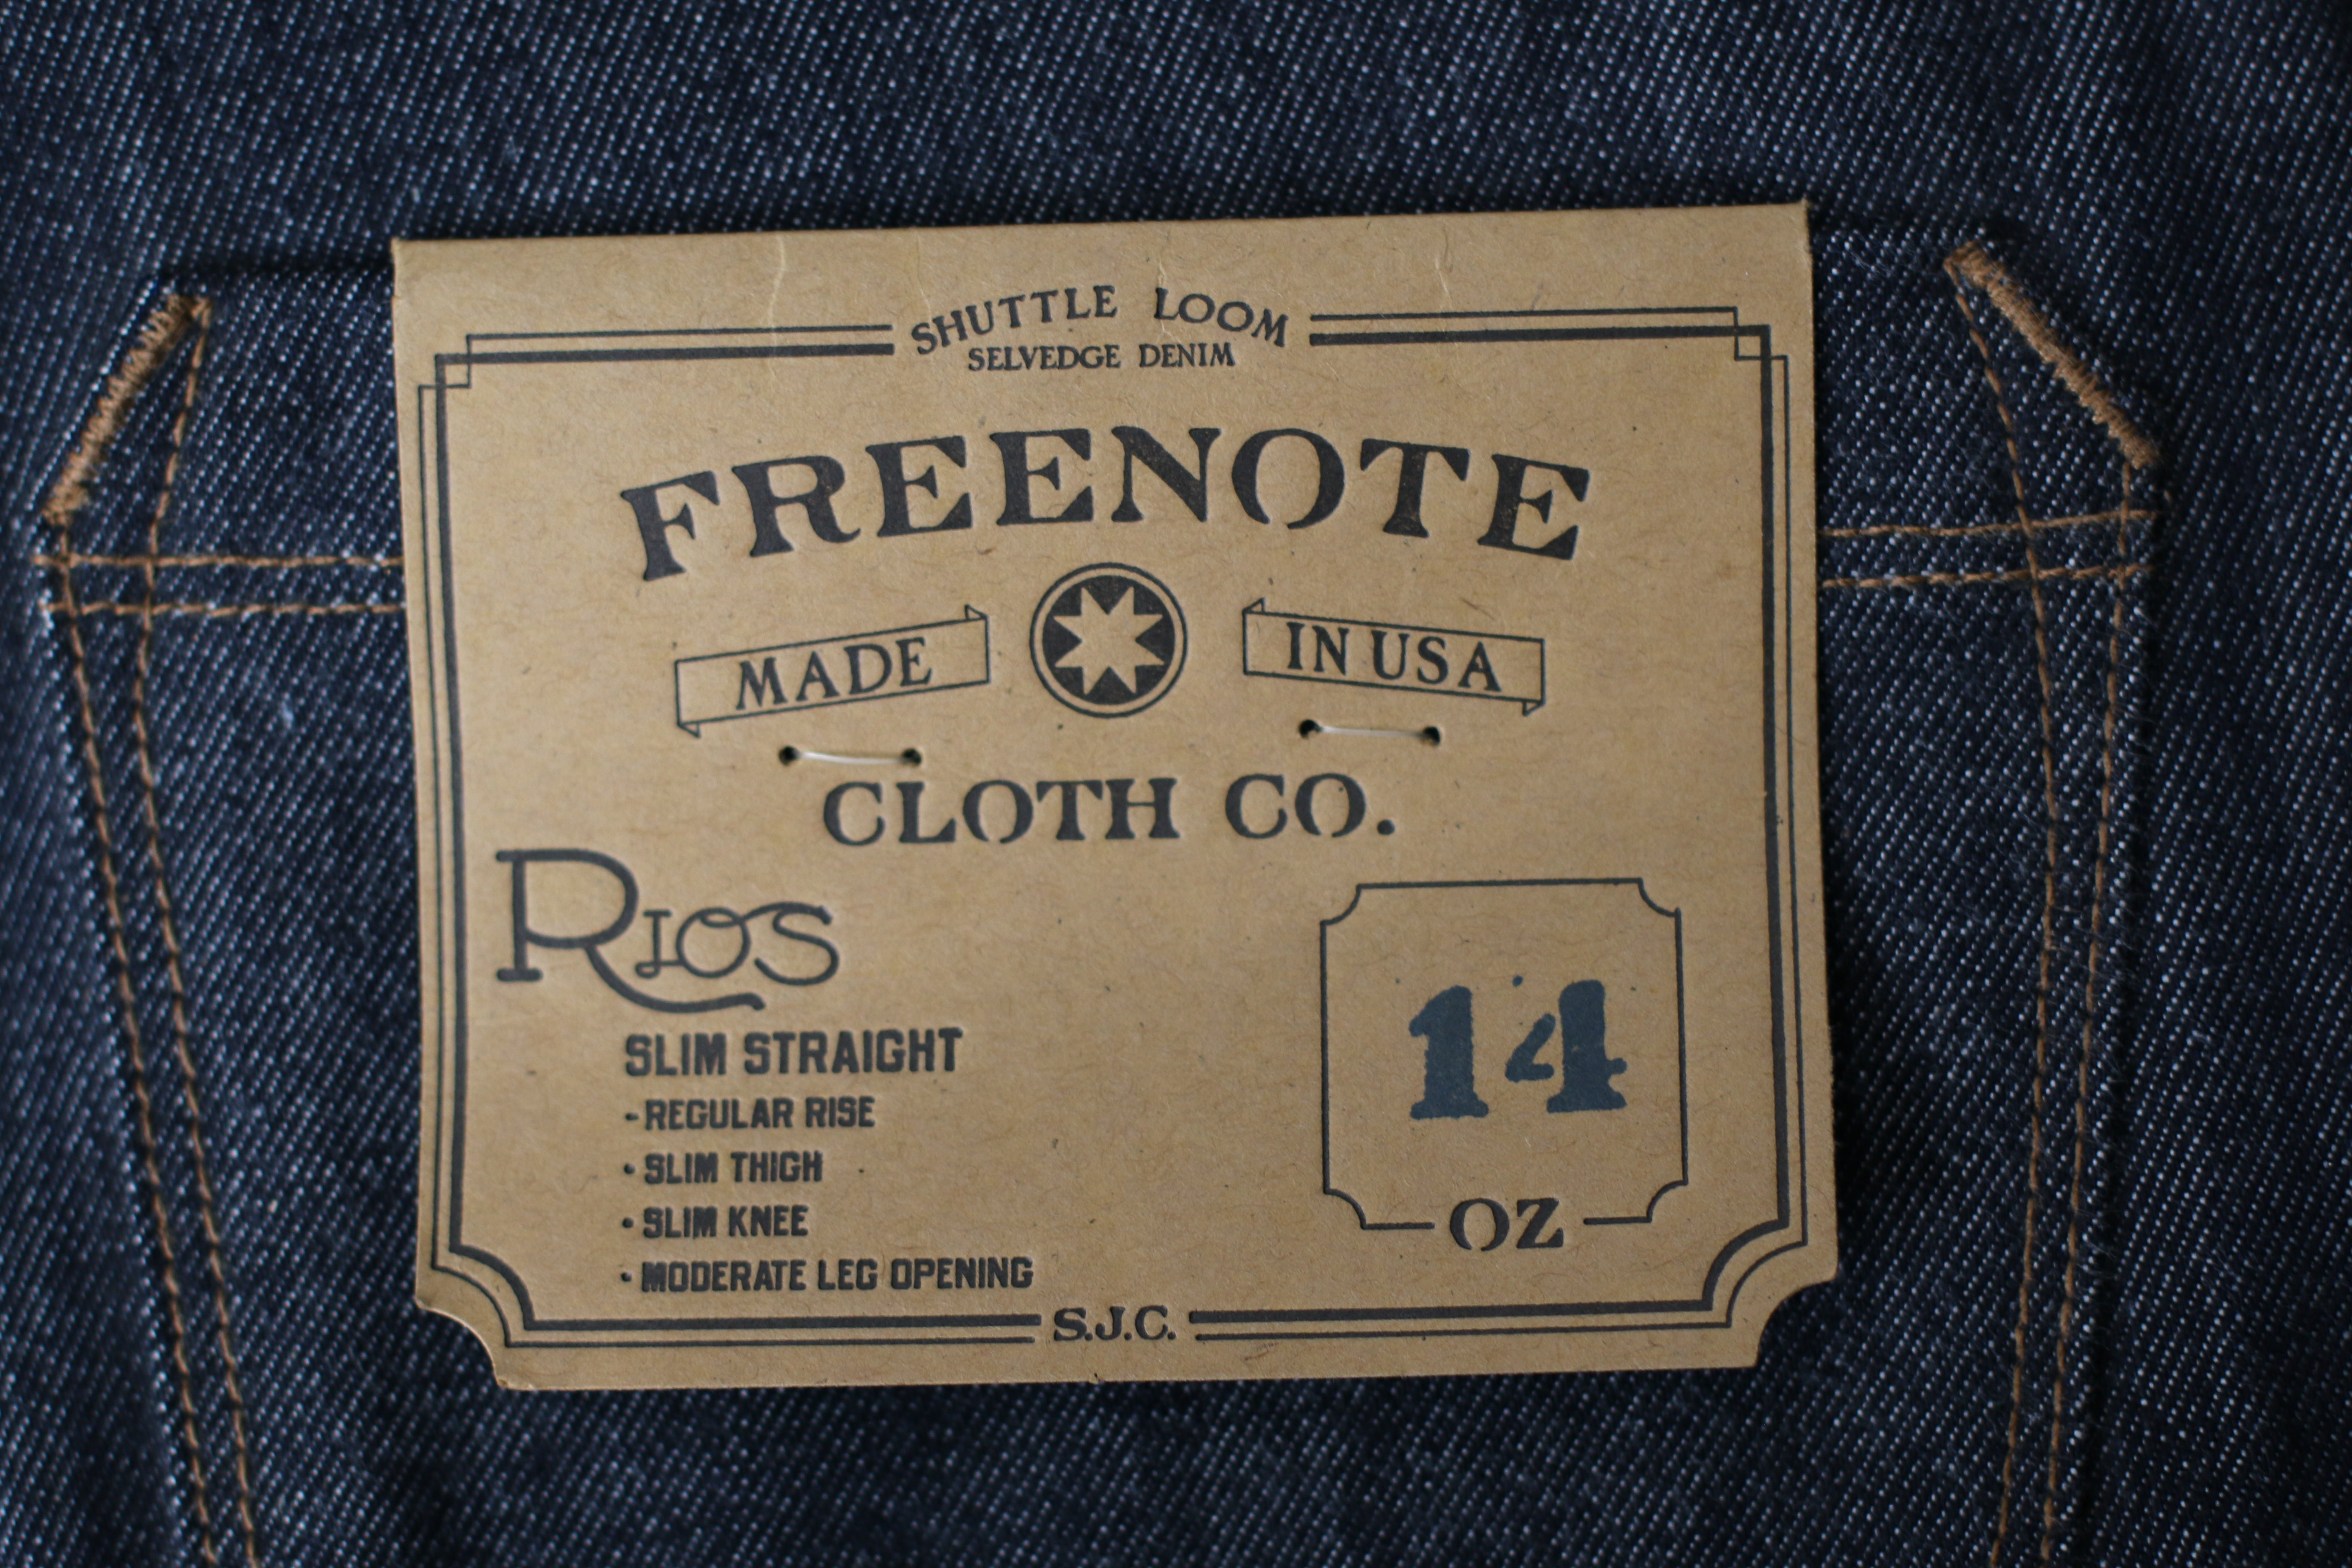 SHUTTLE LOOM
SELVEDGE DENIM
FREENOTE
MADE IN USA
CLOTH CO.
RIOS
SLIM STRAIGHT
- REGULAR RISE
• SLIM THIGH
• SLIM KNEE
• MODERATE LEG OPENING
14
OZ
S.J.C.